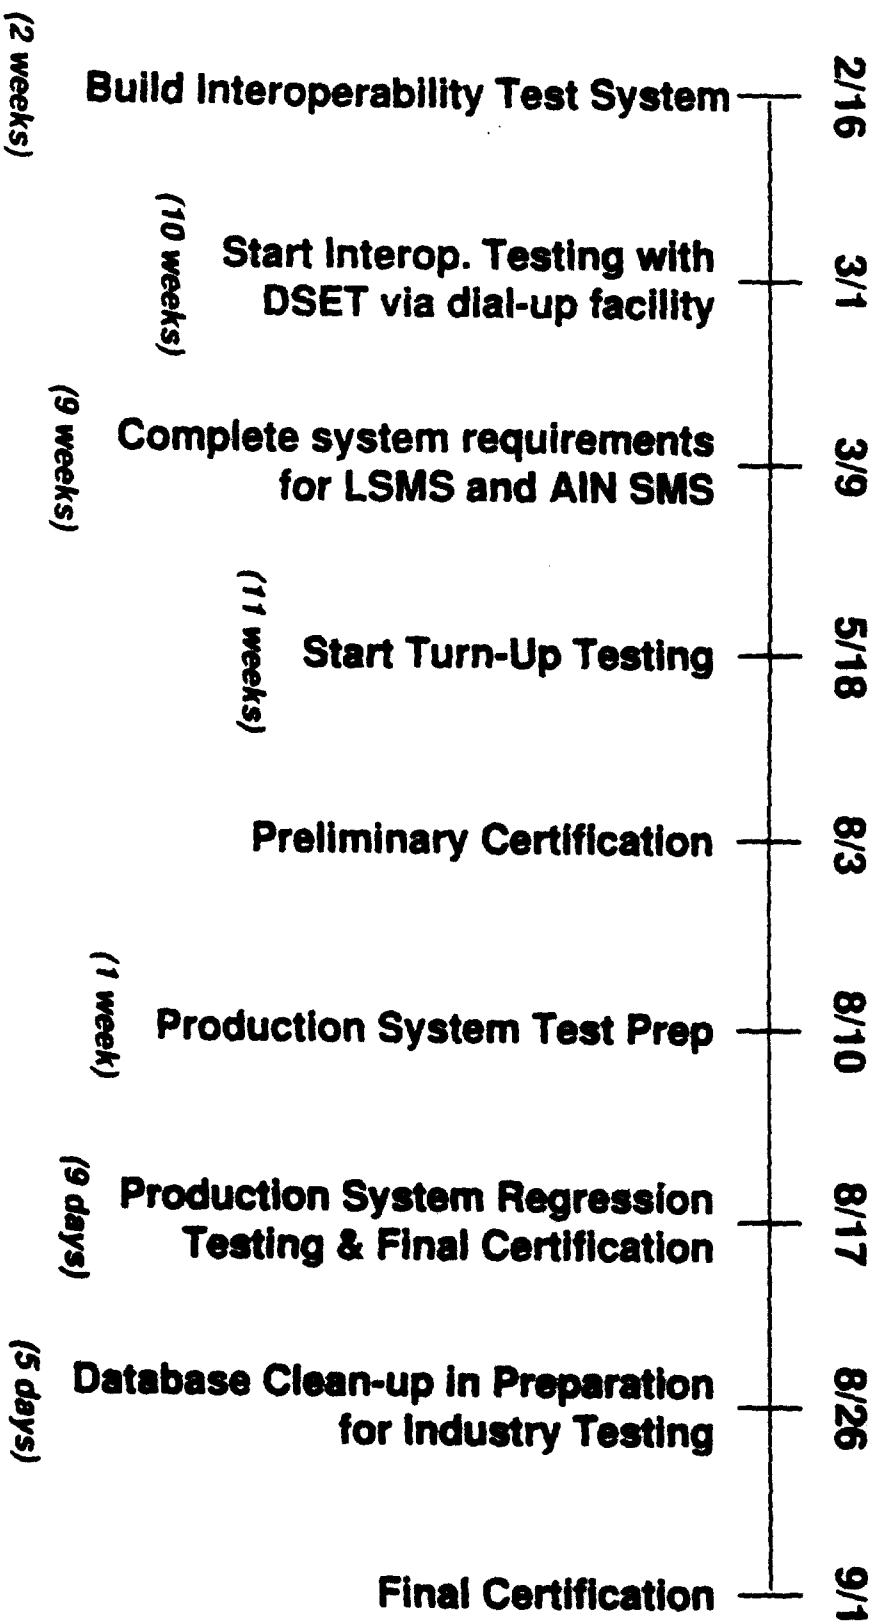 2/16
Build Interoperability Test System
(2 weeks)
3/1
Start Interop. Testing with
DSET via dial-up facility
(10 weeks)
3/9
Complete system requirements
for LSMS and AIN SMS
(9 weeks)
5/18
Start Turn-Up Testing
(11 weeks)
8/3
Preliminary Certification
8/10
Production System Test Prep
(1 week)
8/17
Production System Regression
Testing & Final Certification
(9 days)
8/26
Database Clean-up in Preparation
for Industry Testing
(5 days)
9/1
Final Certification